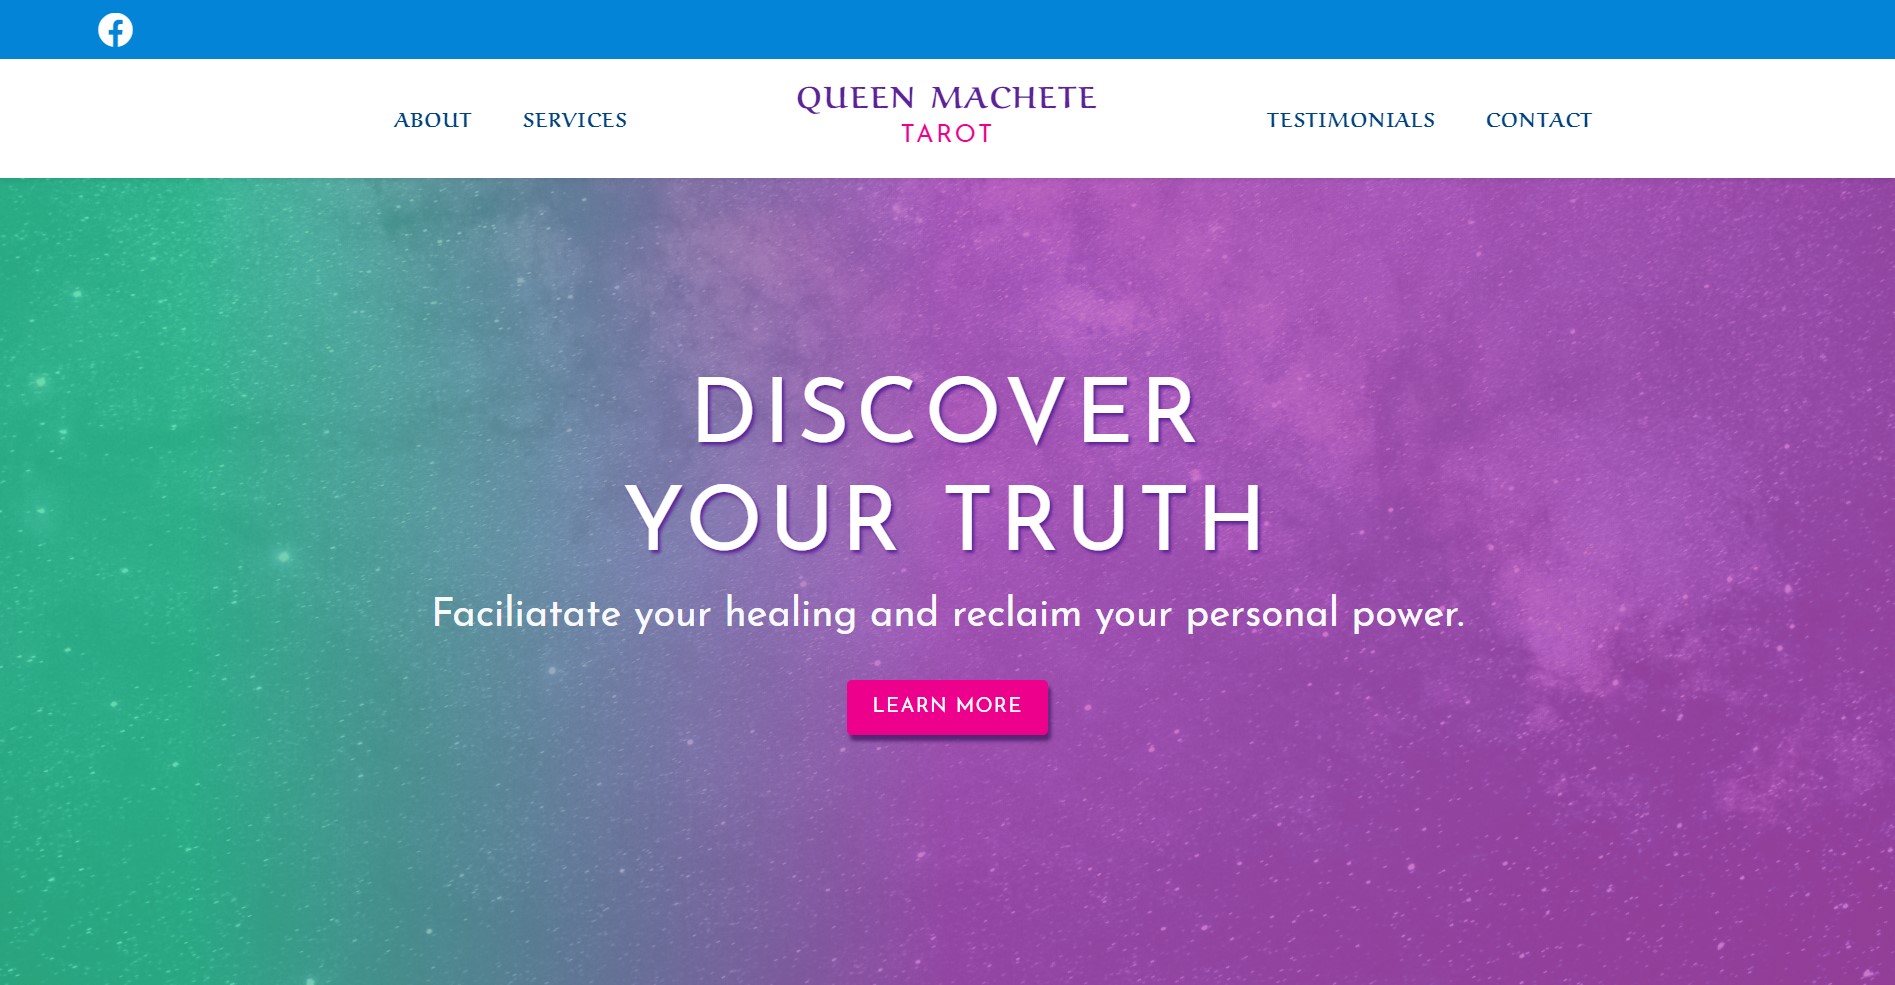 ABOUT
SERVICES
QUEEN MACHETE
TAROT
TESTIMONIALS
CONTACT
DISCOVER
YOUR TRUTH
Faciliatate your healing and reclaim your personal power.
LEARN MORE